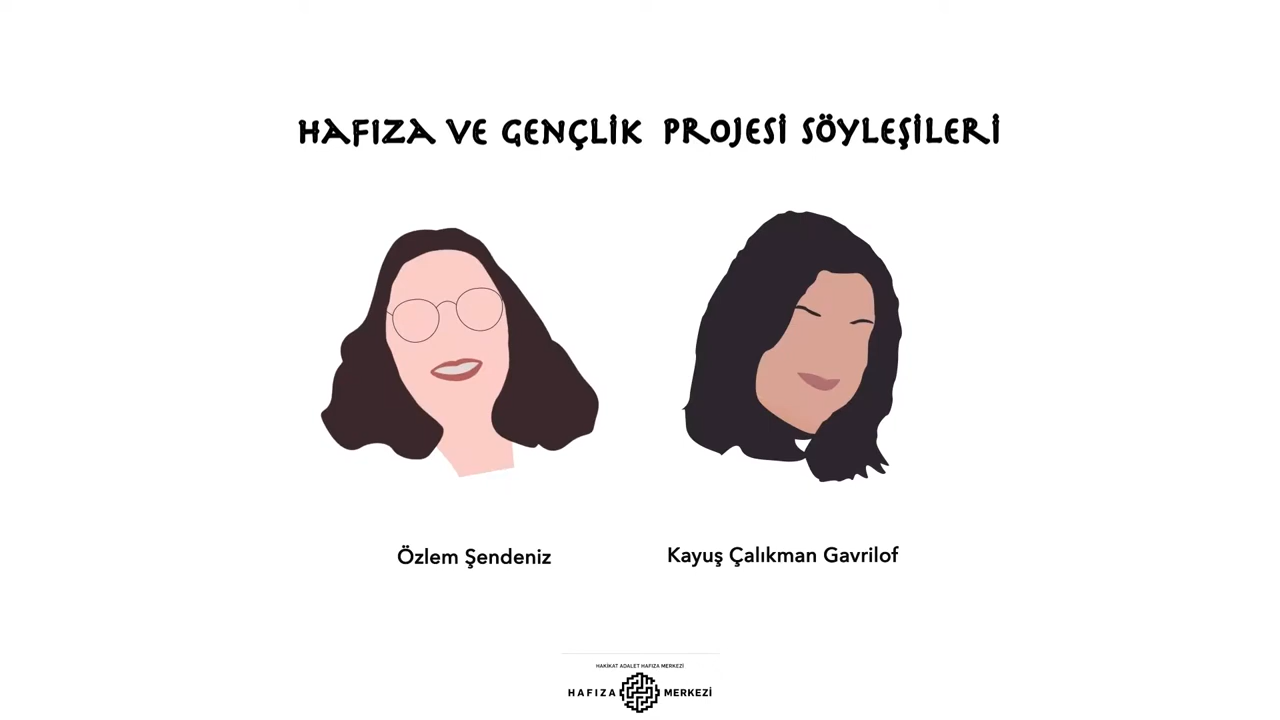 HAFIZA VE GENÇLİK PROJESİ SÖYLEŞİLERİ
Özlem Şendeniz
Kayuş Çalıkman Gavrilof
HAKİKAT ADALET HAFIZA MERKEZİ
HAFIZA MERKEZİ